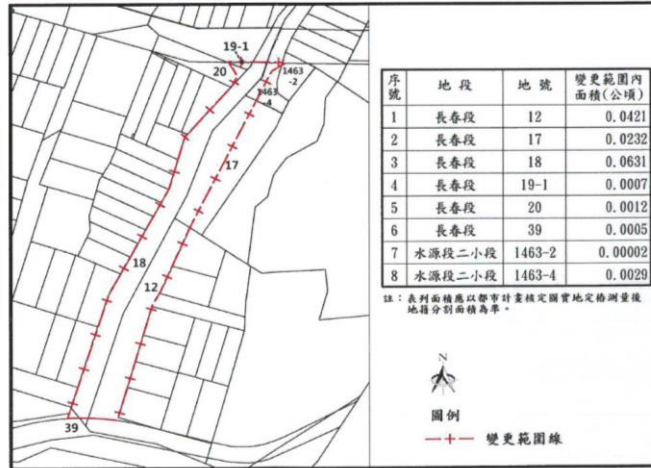 19-1
20
1463
-2
1463
-4
17
18
12
39
序號 地段 地號 變更範圍內面積(公頃)
1 長春段 12 0.0421
2 長春段 17 0.0232
3 長春段 18 0.0631
4 長春段 19-1 0.0007
5 長春段 20 0.0012
6 長春段 39 0.0005
7 水源段二小段 1463-2 0.00002
8 水源段二小段 1463-4 0.0029
註：表列面積應以都市計畫核定圖實地定樁測量後
地籍分割面積為準。
N
圖例
變更範圍線